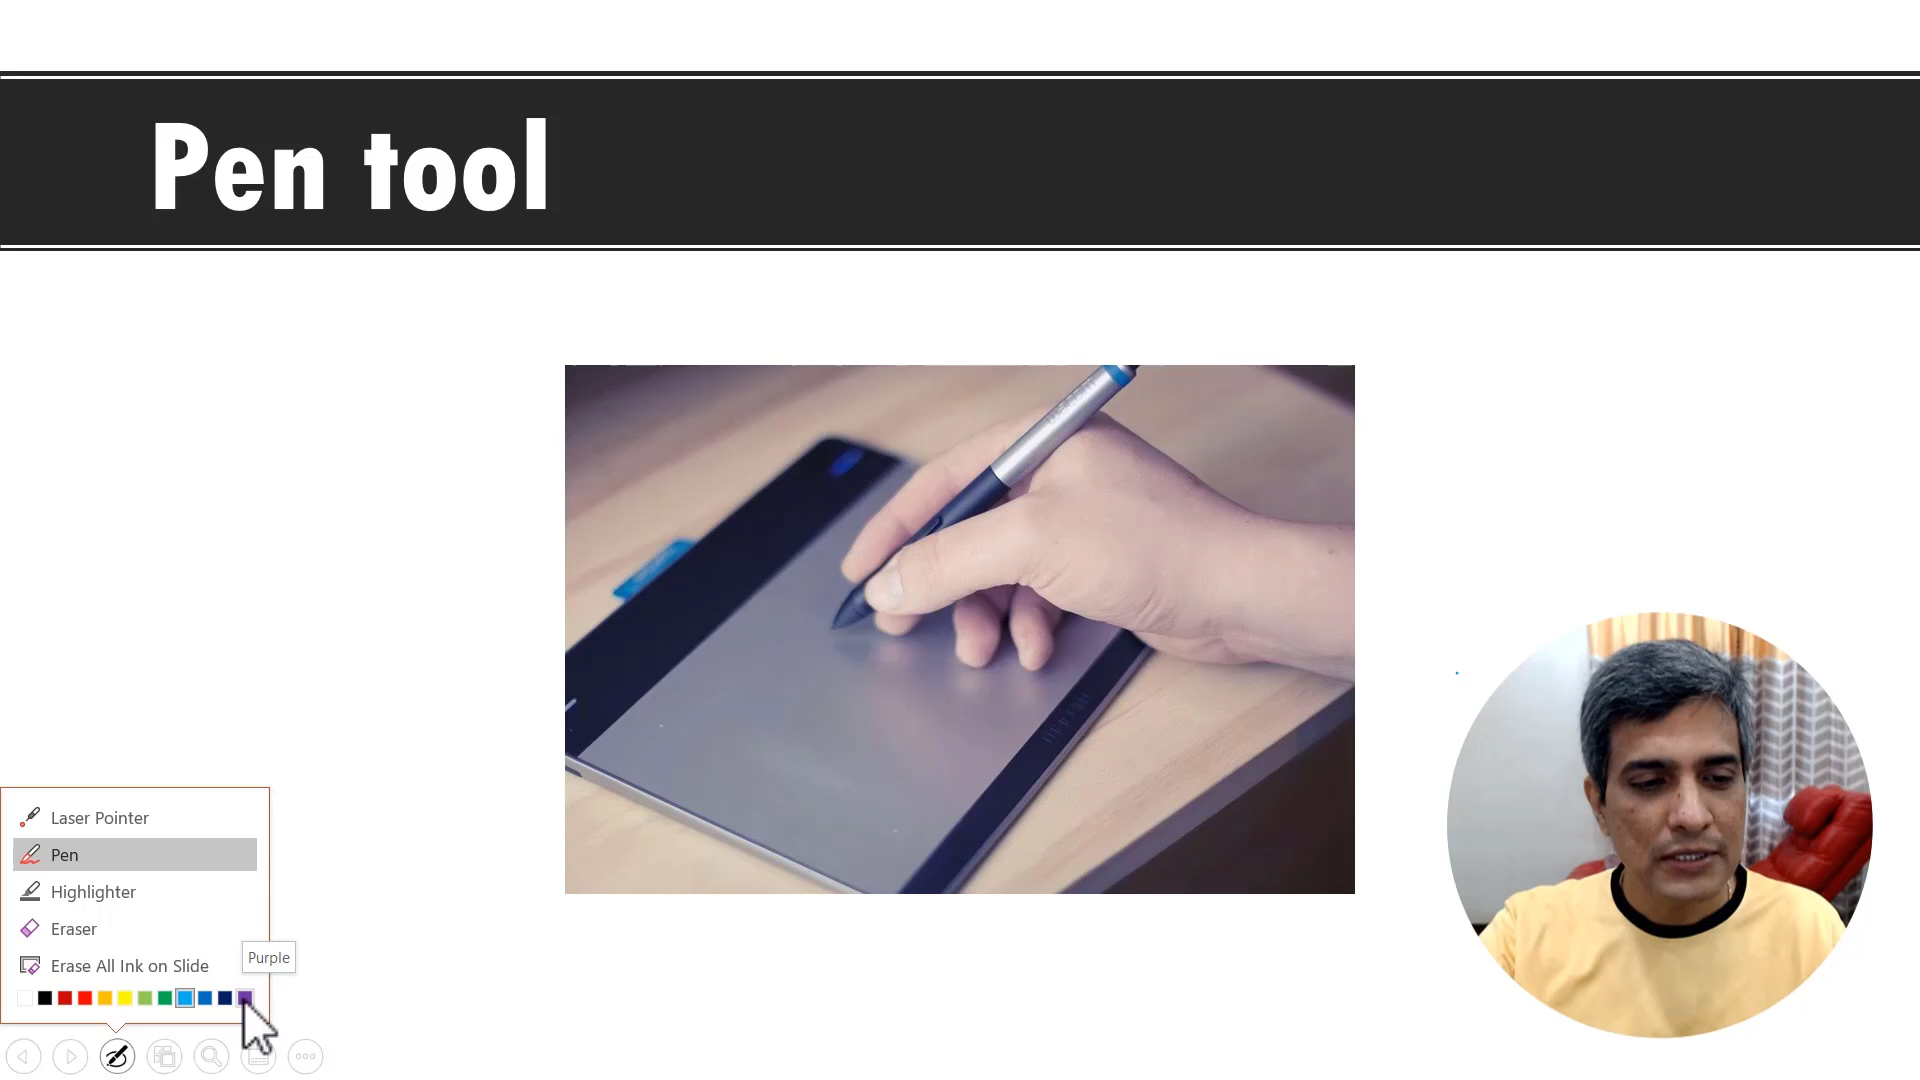 Pen tool
Laser Pointer
Pen
Highlighter
Eraser
Erase All Ink on Slide
Purple